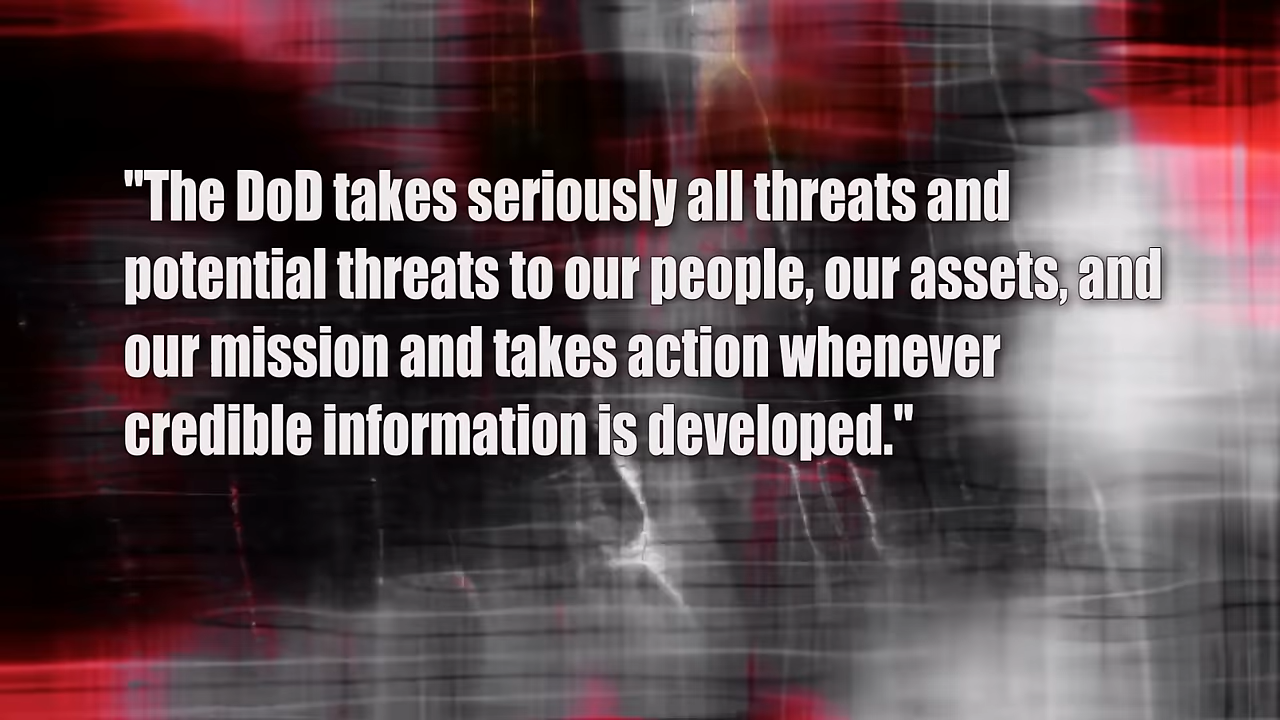 "The DoD takes seriously all threats and
potential threats to our people, our assets, and
our mission and takes action whenever
credible information is developed."